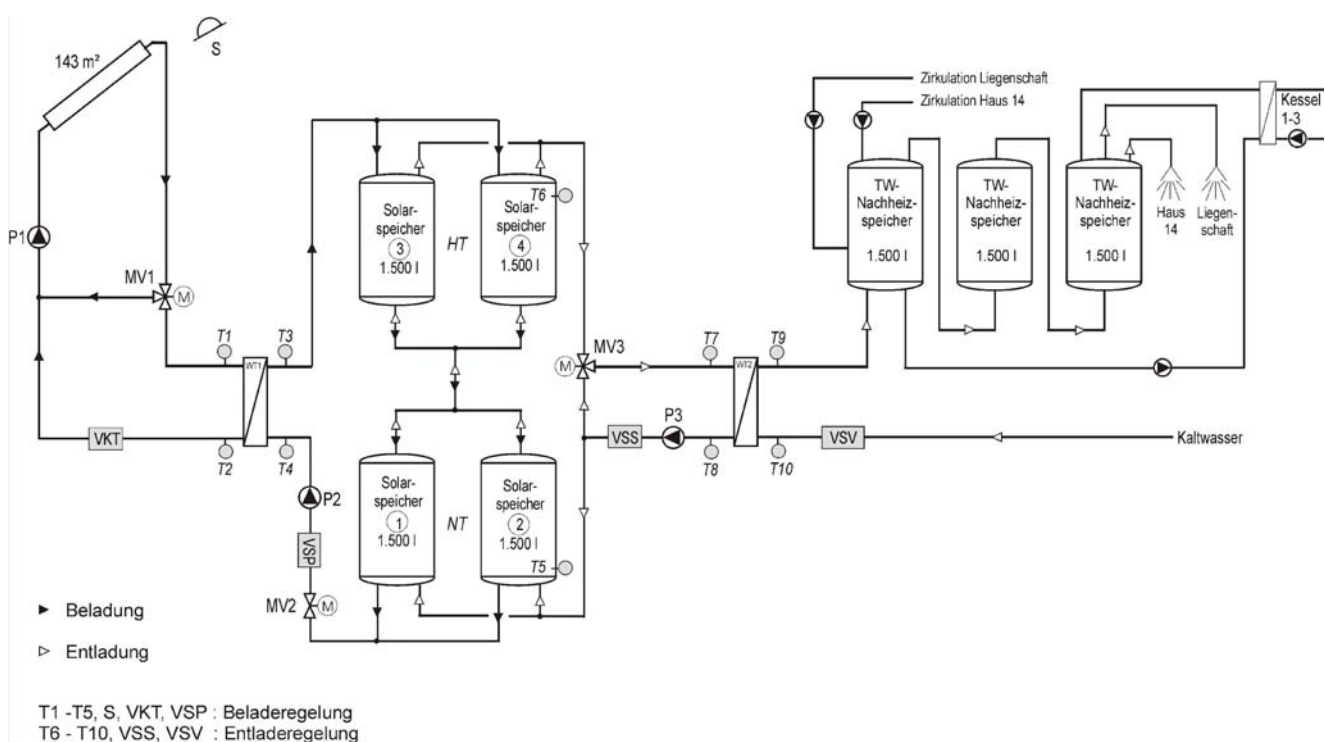 143 m²
S
P1
MV1
M
T1
T3
WT1
VKT
T2
T4
P2
VSP
MV2
M
Solar-
speicher
3
1.500 l
HT
T6
Solar-
speicher
4
1.500 l
Solar-
speicher
1
1.500 l
NT
Solar-
speicher
2
1.500 l
T5
MV3
M
T7
T9
WT2
P3
VSS
T8
T10
VSV
Kaltwasser
Zirkulation Liegenschaft
Zirkulation Haus 14
TW-
Nachheiz-
speicher
1.500 l
TW-
Nachheiz-
speicher
1.500 l
TW-
Nachheiz-
speicher
1.500 l
Haus
14
Liegen-
schaft
Kessel
1-3
Beladung
Entladung
T1 -T5, S, VKT, VSP : Beladeregelung
T6 - T10, VSS, VSV : Entladeregelung